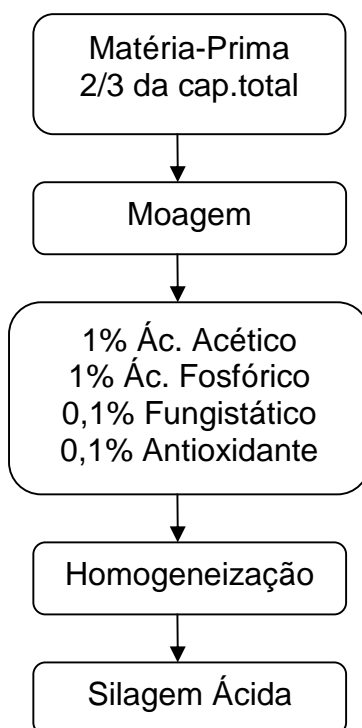 Matéria-Prima
2/3 da cap.total
Moagem
1% Ác. Acético
1% Ác. Fosfórico
0,1% Fungistático
0,1% Antioxidante
Homogeneização
Silagem Ácida